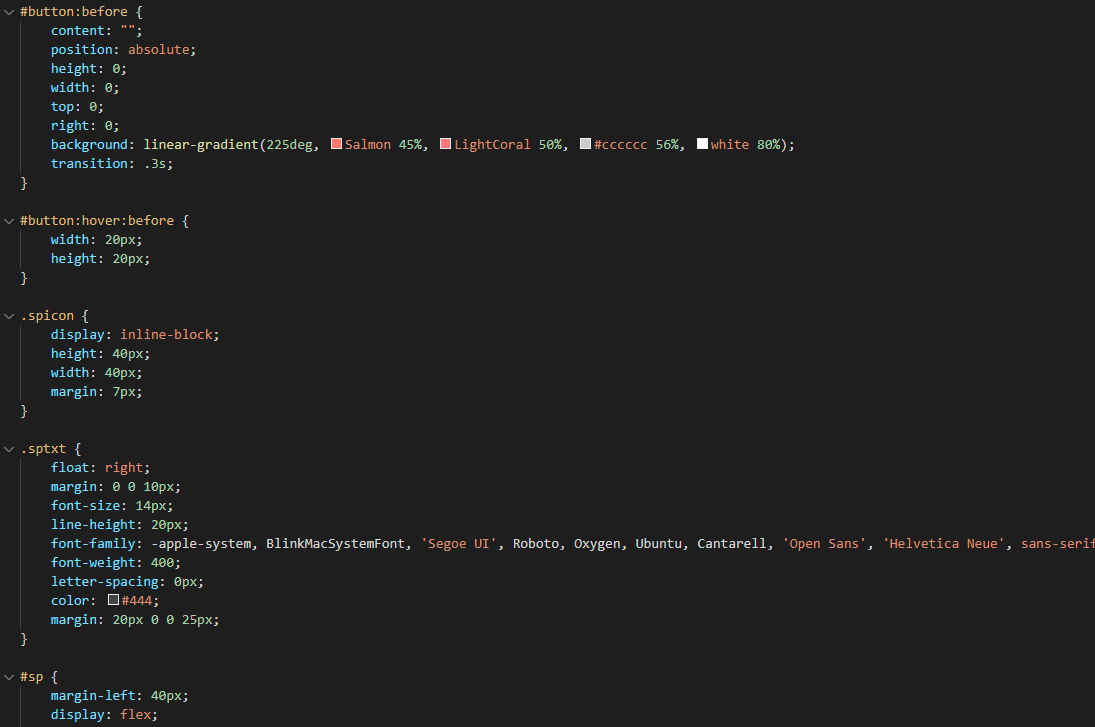 #button:before {
    content: "";
    position: absolute;
    height: 0;
    width: 0;
    top: 0;
    right: 0;
    background: linear-gradient(225deg, Salmon 45%, LightCoral 50%, #cccccc 56%, white 80%);
    transition: .3s;
}

#button:hover:before {
    width: 20px;
    height: 20px;
}

.spicon {
    display: inline-block;
    height: 40px;
    width: 40px;
    margin: 7px;
}

.sptxt {
    float: right;
    margin: 0 0 10px;
    font-size: 14px;
    line-height: 20px;
    font-family: -apple-system, BlinkMacSystemFont, 'Segoe UI', Roboto, Oxygen, Ubuntu, Cantarell, 'Open Sans', 'Helvetica Neue', sans-serif
    font-weight: 400;
    letter-spacing: 0px;
    color: #444;
    margin: 20px 0 0 25px;
}

#sp {
    margin-left: 40px;
    display: flex;